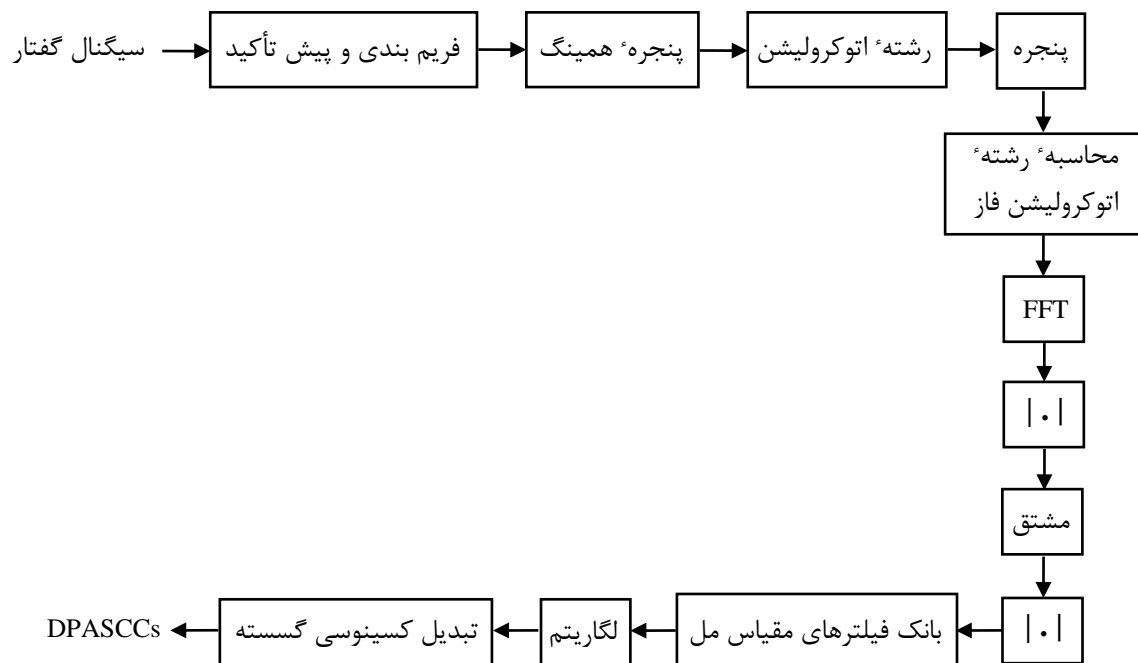 سیگنال گفتار
فریم بندی و پیش تأکید
پنجرهٔ همینگ
رشتهٔ اتوکرولیشن
پنجره
محاسبهٔ رشتهٔ
اتوکرولیشن فاز
FFT
|.|
مشتق
|.|
بانک فیلترهای مقیاس مل
لگاریتم
تبدیل کسینوسی گسسته
DPASCCs